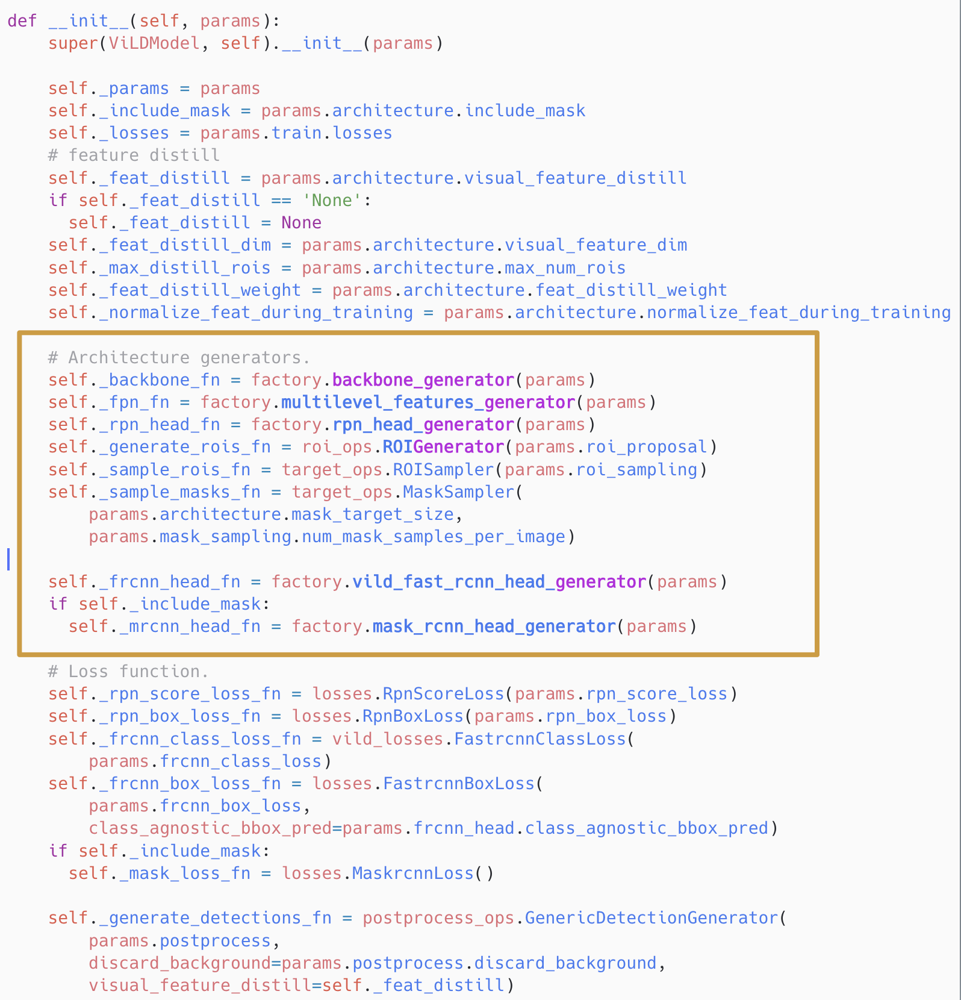 def __init__(self, params):
    super(ViLDModel, self).__init__(params)

    self._params = params
    self._include_mask = params.architecture.include_mask
    self._losses = params.train.losses
    # feature distill
    self._feat_distill = params.architecture.visual_feature_distill
    if self._feat_distill == 'None':
      self._feat_distill = None
    self._feat_distill_dim = params.architecture.visual_feature_dim
    self._max_distill_rois = params.architecture.max_num_rois
    self._feat_distill_weight = params.architecture.feat_distill_weight
    self._normalize_feat_during_training = params.architecture.normalize_feat_during_training

    # Architecture generators.
    self._backbone_fn = factory.backbone_generator(params)
    self._fpn_fn = factory.multilevel_features_generator(params)
    self._rpn_head_fn = factory.rpn_head_generator(params)
    self._generate_rois_fn = roi_ops.ROIGenerator(params.roi_proposal)
    self._sample_rois_fn = target_ops.ROISampler(params.roi_sampling)
    self._sample_masks_fn = target_ops.MaskSampler(
        params.architecture.mask_target_size,
        params.mask_sampling.num_mask_samples_per_image)

    self._frcnn_head_fn = factory.vild_fast_rcnn_head_generator(params)
    if self._include_mask:
      self._mrcnn_head_fn = factory.mask_rcnn_head_generator(params)

    # Loss function.
    self._rpn_score_loss_fn = losses.RpnScoreLoss(params.rpn_score_loss)
    self._rpn_box_loss_fn = losses.RpnBoxLoss(params.rpn_box_loss)
    self._frcnn_class_loss_fn = vild_losses.FastrcnnClassLoss(
        params.frcnn_class_loss)
    self._frcnn_box_loss_fn = losses.FastrcnnBoxLoss(
        params.frcnn_box_loss,
        class_agnostic_bbox_pred=params.frcnn_head.class_agnostic_bbox_pred)
    if self._include_mask:
      self._mask_loss_fn = losses.MaskrcnnLoss()

    self._generate_detections_fn = postprocess_ops.GenericDetectionGenerator(
        params.postprocess,
        discard_background=params.postprocess.discard_background,
        visual_feature_distill=self._feat_distill)